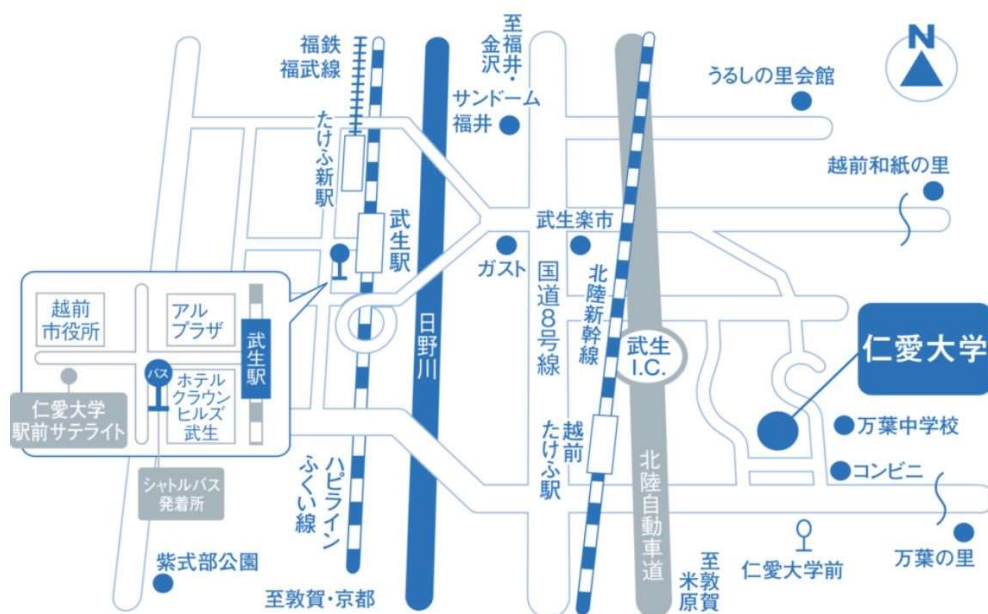 福鉄
福武線
至福井・
金沢
N
うるしの里会館
サンドーム
福井
たけふ新駅
越前和紙の里
武生楽市
武生駅
ガスト
国道8号線
北陸新幹線
日野川
越前
市役所
アル
プラザ
武生駅
バス
ホテル
クラウン
ヒルズ
武生
仁愛大学
駅前サテライト
シャトルバス
発着所
武生
I.C.
仁愛大学
万葉中学校
コンビニ
越前
たけふ駅
北陸自動車道
ハピライン
ふくい線
紫式部公園
至敦賀・京都
至敦賀
米原
仁愛大学前
万葉の里